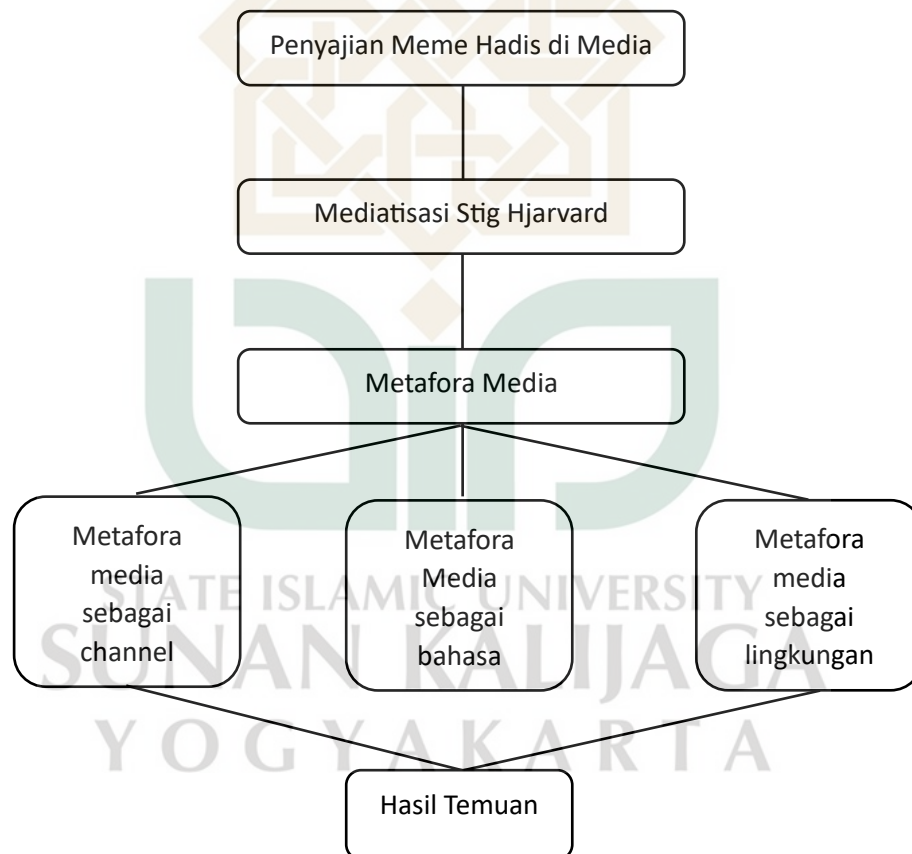 Penyajian Meme Hadis di Media
Mediatisasi Stig Hjarvard
Metafora Media
Metafora
media
sebagai
channel
Metafora
Media
sebagai
bahasa
Metafora
media
sebagai
lingkungan
STATE ISLAMIC UNIVERSITY
SUNAN KALIJAGA
YOGYAKARTA
Hasil Temuan